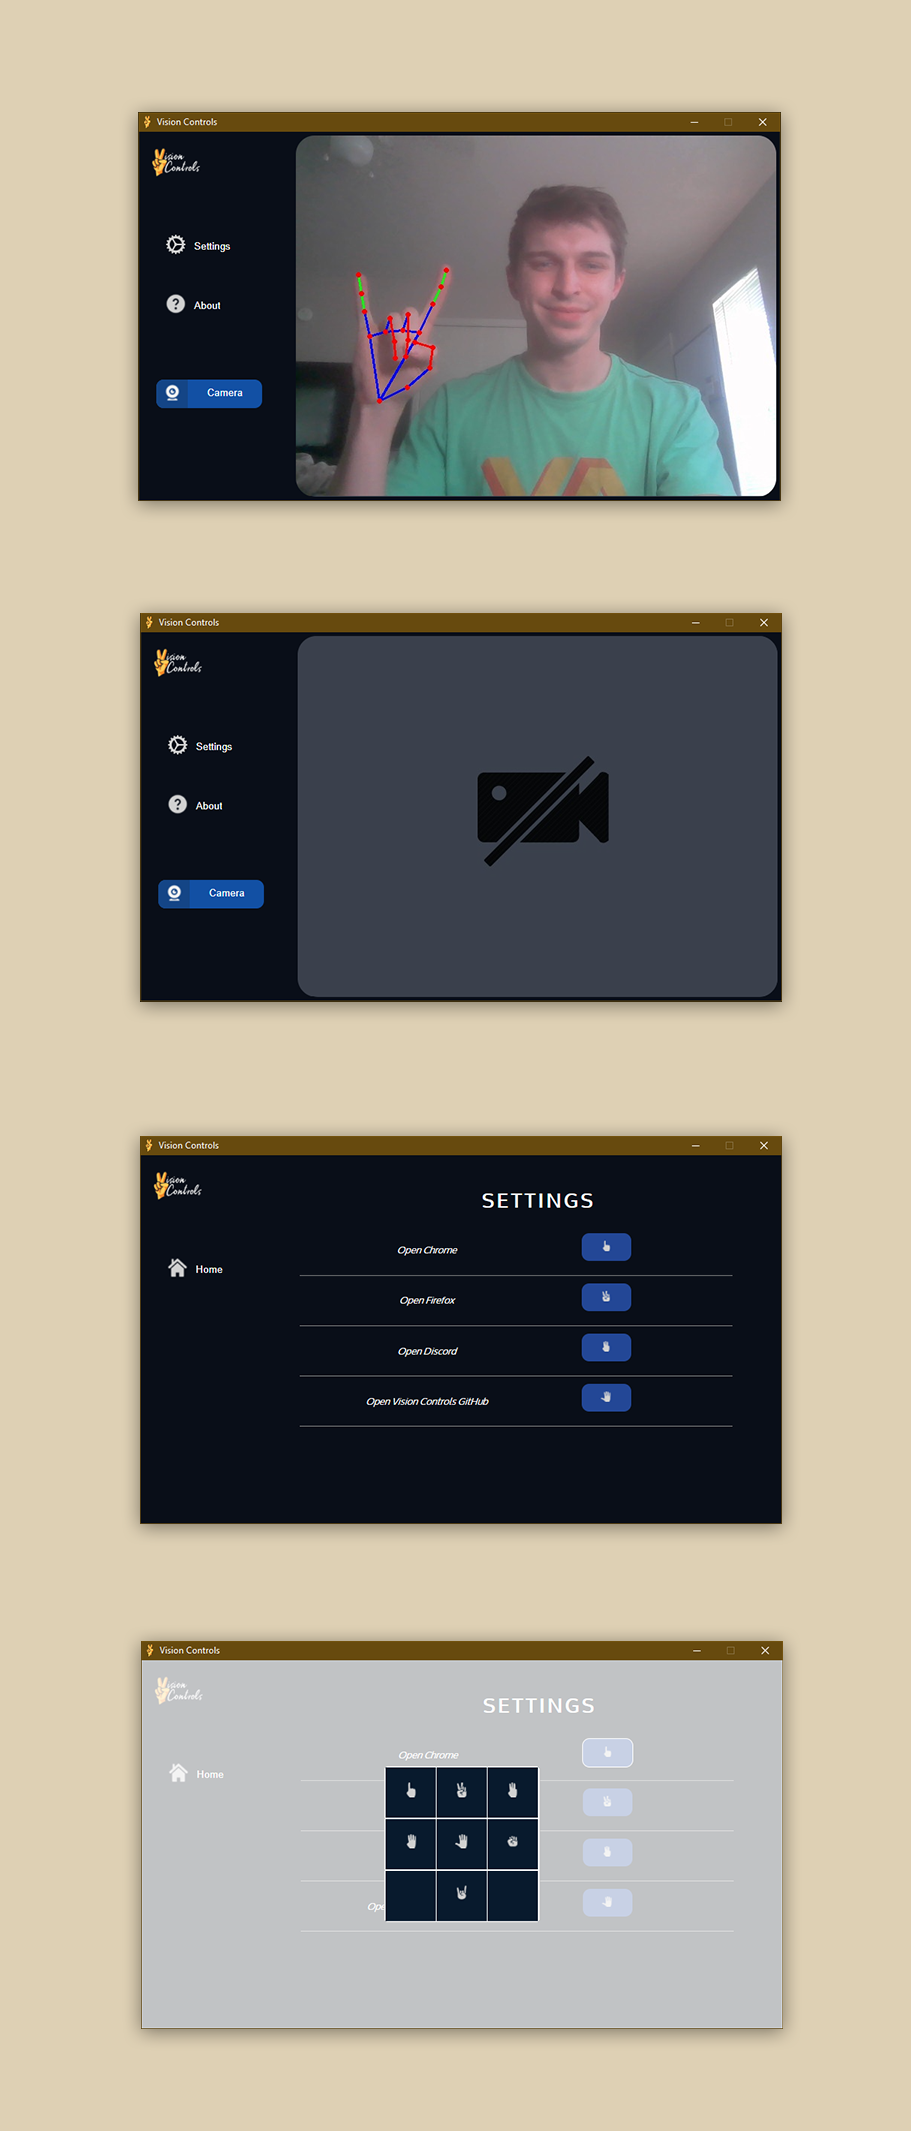 Vision Controls
Vision
Controls
Settings
About
Camera
VA
Vision Controls
Vision
Controls
Settings
About
Camera
Vision Controls
Vision
Controls
SETTINGS
Home
Open Chrome
Open Firefox
Open Discord
Open Vision Controls GitHub
Vision Controls
Vision
Controls
SETTINGS
Home
Open Chrome
Ope